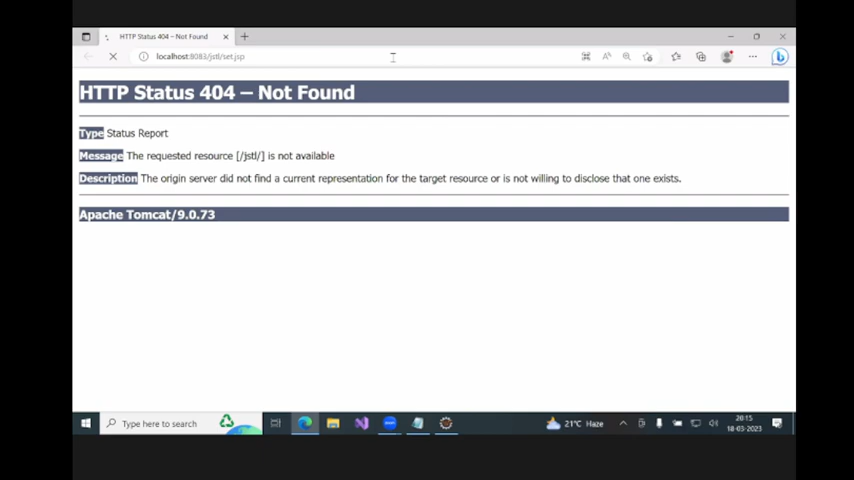 HTTP Status 404 – Not Found
localhost:8083/jstl/set.jsp
HTTP Status 404 – Not Found
Type Status Report
Message The requested resource [/jstl/] is not available
Description The origin server did not find a current representation for the target resource or is not willing to disclose that one exists.
Apache Tomcat/9.0.73
Type here to search
21°C Haze
20:15
18-03-2023